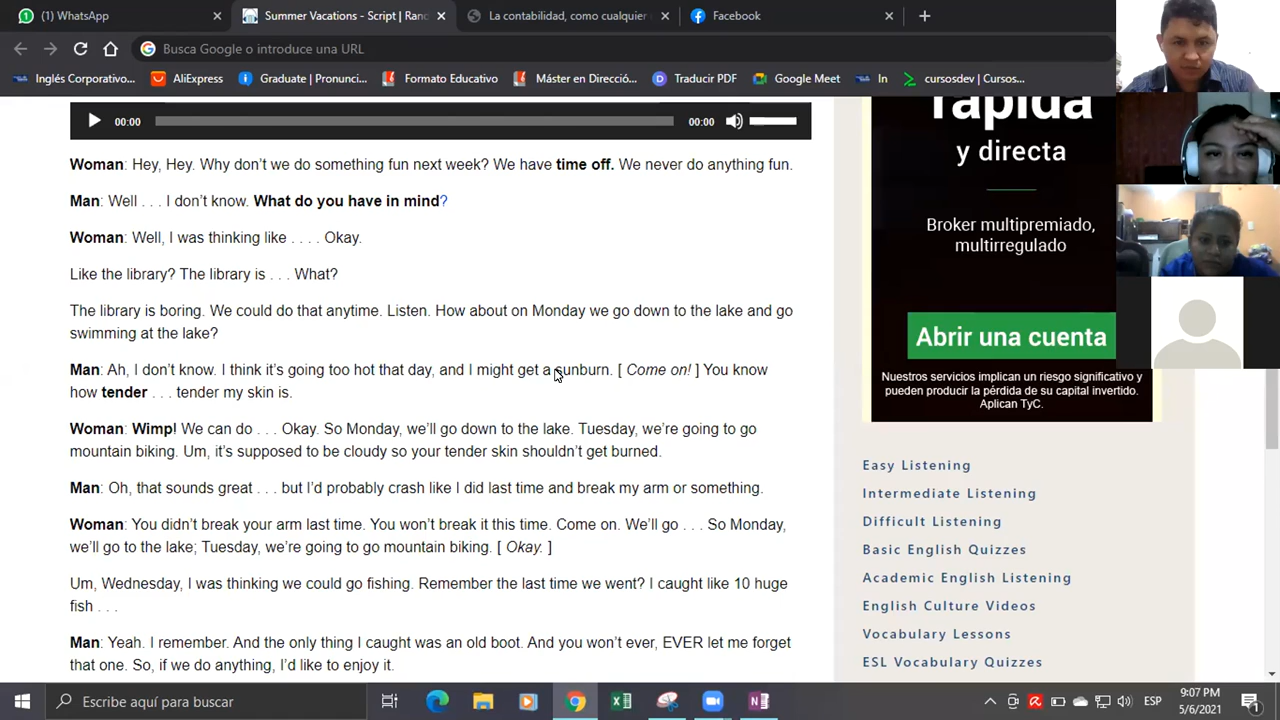 (1) WhatsApp
Summer Vacations - Script | Ran
La contabilidad, como cualquier
Facebook
Busca Google o introduce una URL
Inglés Corporativo...
AliExpress
Graduate | Pronunci...
Formato Educativo
Máster en Direcció...
Traducir PDF
Google Meet
In
cursosdev | Cursos...
00:00
00:00
Woman: Hey, Hey. Why don't we do something fun next week? We have time off. We never do anything fun.
Man: Well . . . I don't know. What do you have in mind?
Woman: Well, I was thinking like . . . . Okay.
Like the library? The library is . . . What?
The library is boring. We could do that anytime. Listen. How about on Monday we go down to the lake and go
swimming at the lake?
Man: Ah, I don't know. I think it's going too hot that day, and I might get a sunburn. [ Come on! ] You know
how tender . . . tender my skin is.
Woman: Wimp! We can do . . . Okay. So Monday, we'll go down to the lake. Tuesday, we're going to go
mountain biking. Um, it's supposed to be cloudy so your tender skin shouldn't get burned.
Man: Oh, that sounds great . . . but I'd probably crash like I did last time and break my arm or something.
Woman: You didn't break your arm last time. You won't break it this time. Come on. We'll go . . . So Monday,
we'll go to the lake; Tuesday, we're going to go mountain biking. [ Okay. ]
Um, Wednesday, I was thinking we could go fishing. Remember the last time we went? I caught like 10 huge
fish . . .
Man: Yeah. I remember. And the only thing I caught was an old boot. And you won't ever, EVER let me forget
that one. So, if we do anything, I'd like to enjoy it.
rápida
y directa
Broker multipremiado,
multirregulado
Abrir una cuenta
Nuestros servicios implican un riesgo significativo y
pueden producir la pérdida de su capital invertido.
Aplican TyC.
Easy Listening
Intermediate Listening
Difficult Listening
Basic English Quizzes
Academic English Listening
English Culture Videos
Vocabulary Lessons
ESL Vocabulary Quizzes
Escribe aquí para buscar
ESP
9:07 PM
5/6/2021